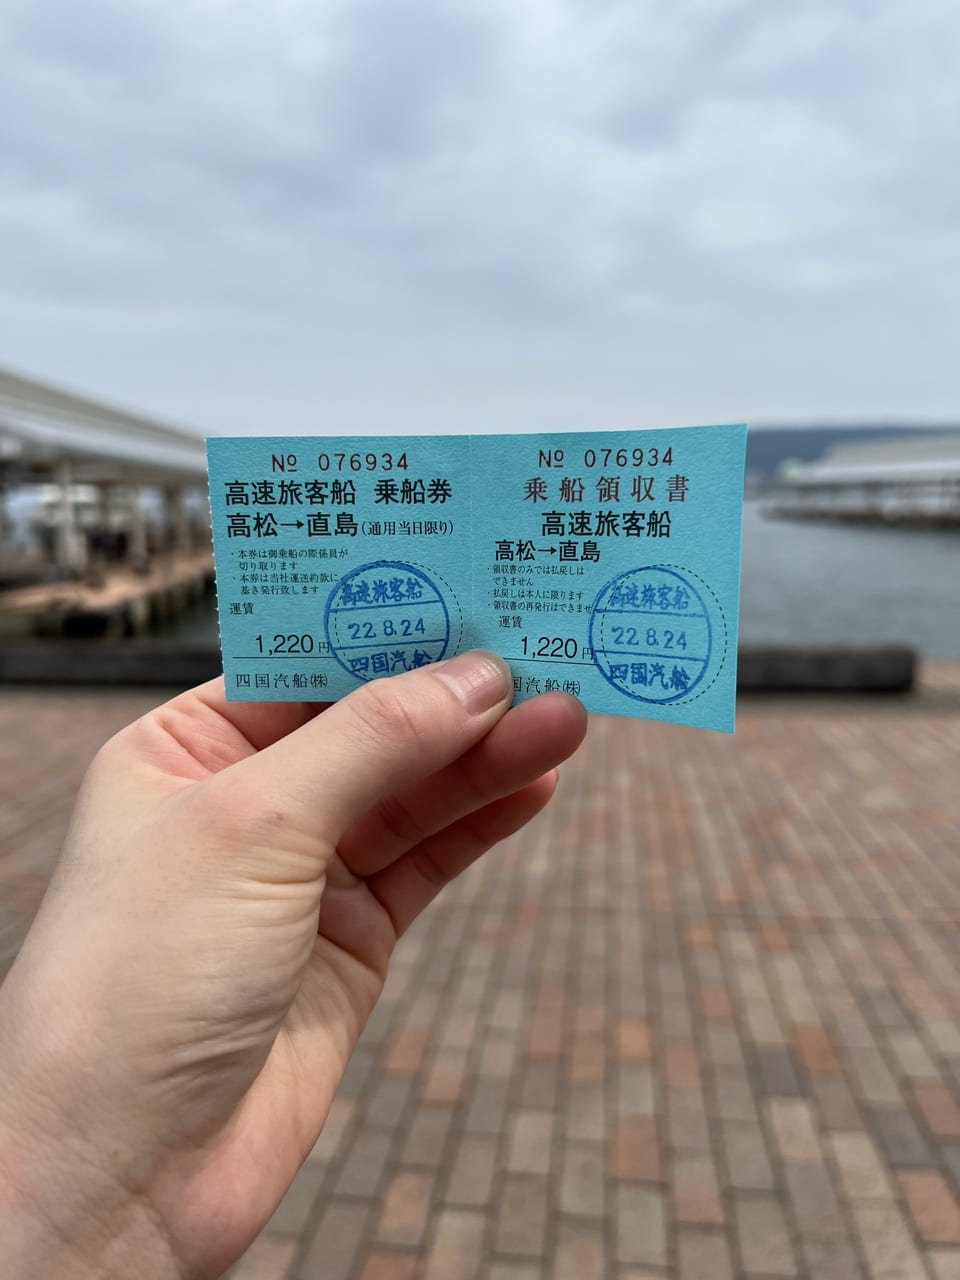 № 076934
高速旅客船 乗船券
高松→直島(通用当日限り)
・本券は御乗船の際係員が
切り取ります
・本券は当社運送約款に
基き発行致します
運賃
1,220円
四国汽船㈱
高速旅客船
22.8.24
四国汽船
№ 076934
乗船領収書
高速旅客船
高松→直島
・領収書のみでは払戻しは
できません
・払戻しは本人に限ります
・領収書の再発行はできませ
運賃
1,220円
国汽船㈱
高速旅客船
22.8.24
四国汽船